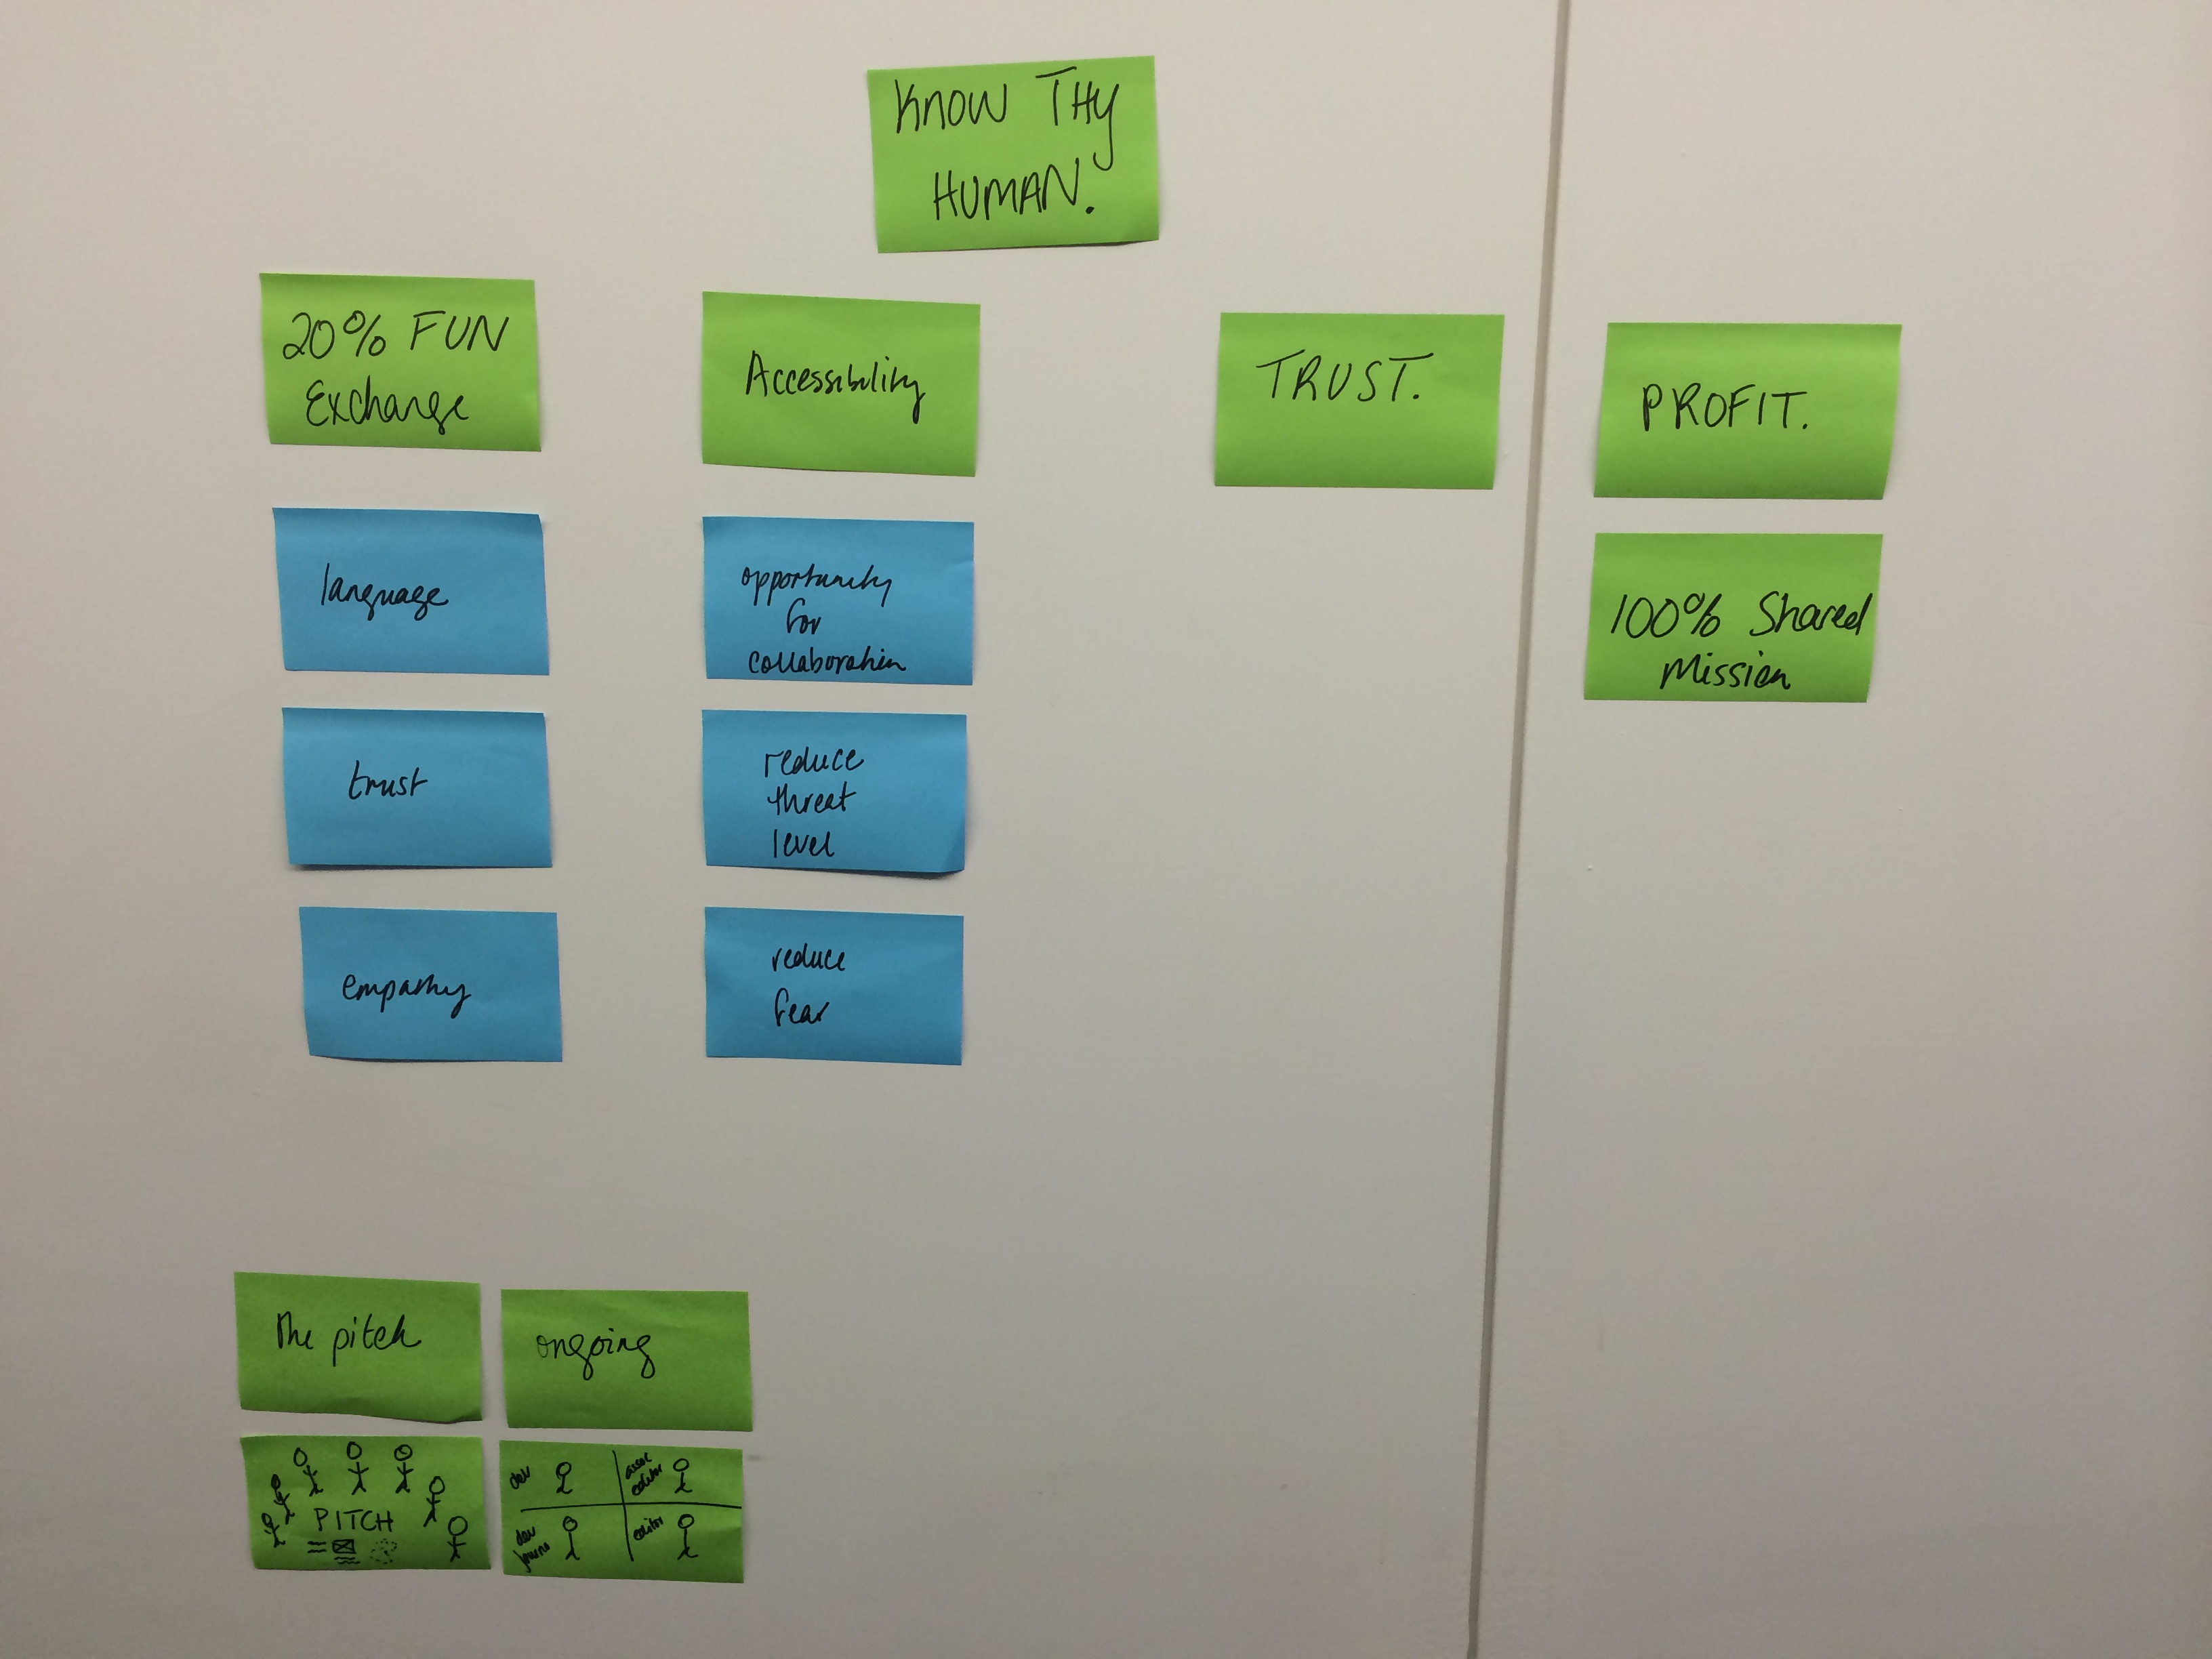 KNOW THY
HUMAN.
20% FUN
Exchange
Accessibility
TRUST.
PROFIT.
language
opportunity
for
collaboration
100% Shared
Mission
trust
reduce
threat
level
empathy
reduce
fear
The pitch
ongoing
PITCH
dev
assoc
editor
dev
journo
editor